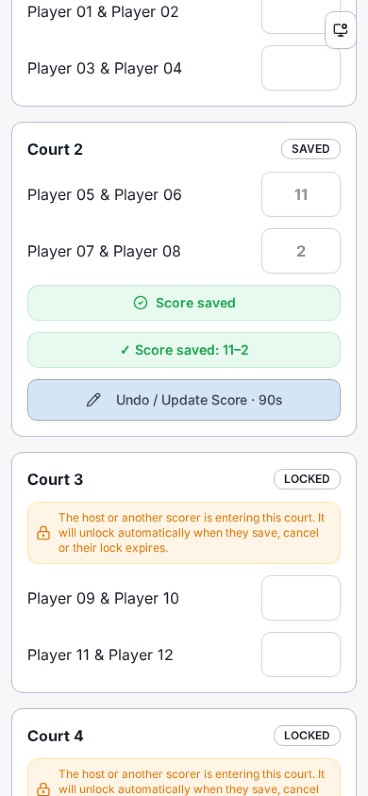 Player 01 & Player 02
Player 03 & Player 04
Court 2
SAVED
Player 05 & Player 06
11
Player 07 & Player 08
2
Score saved
✓ Score saved: 11–2
Undo / Update Score · 90s
Court 3
LOCKED
The host or another scorer is entering this court. It
will unlock automatically when they save, cancel
or their lock expires.
Player 09 & Player 10
Player 11 & Player 12
Court 4
LOCKED
The host or another scorer is entering this court. It
will unlock automatically when they save, cancel